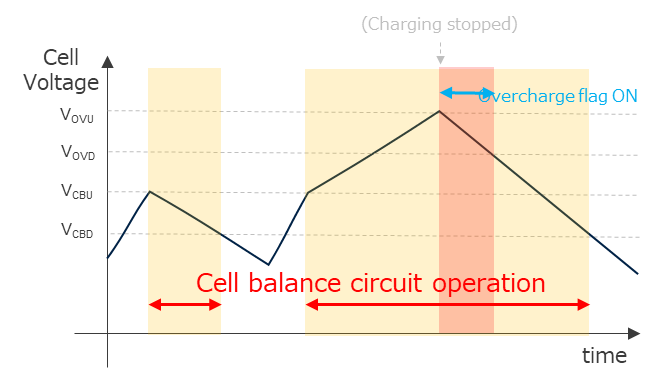 (Charging stopped)
Cell
Voltage
Overcharge flag ON
VOVU
VOVD
VCBU
VCBD
Cell balance circuit operation
time